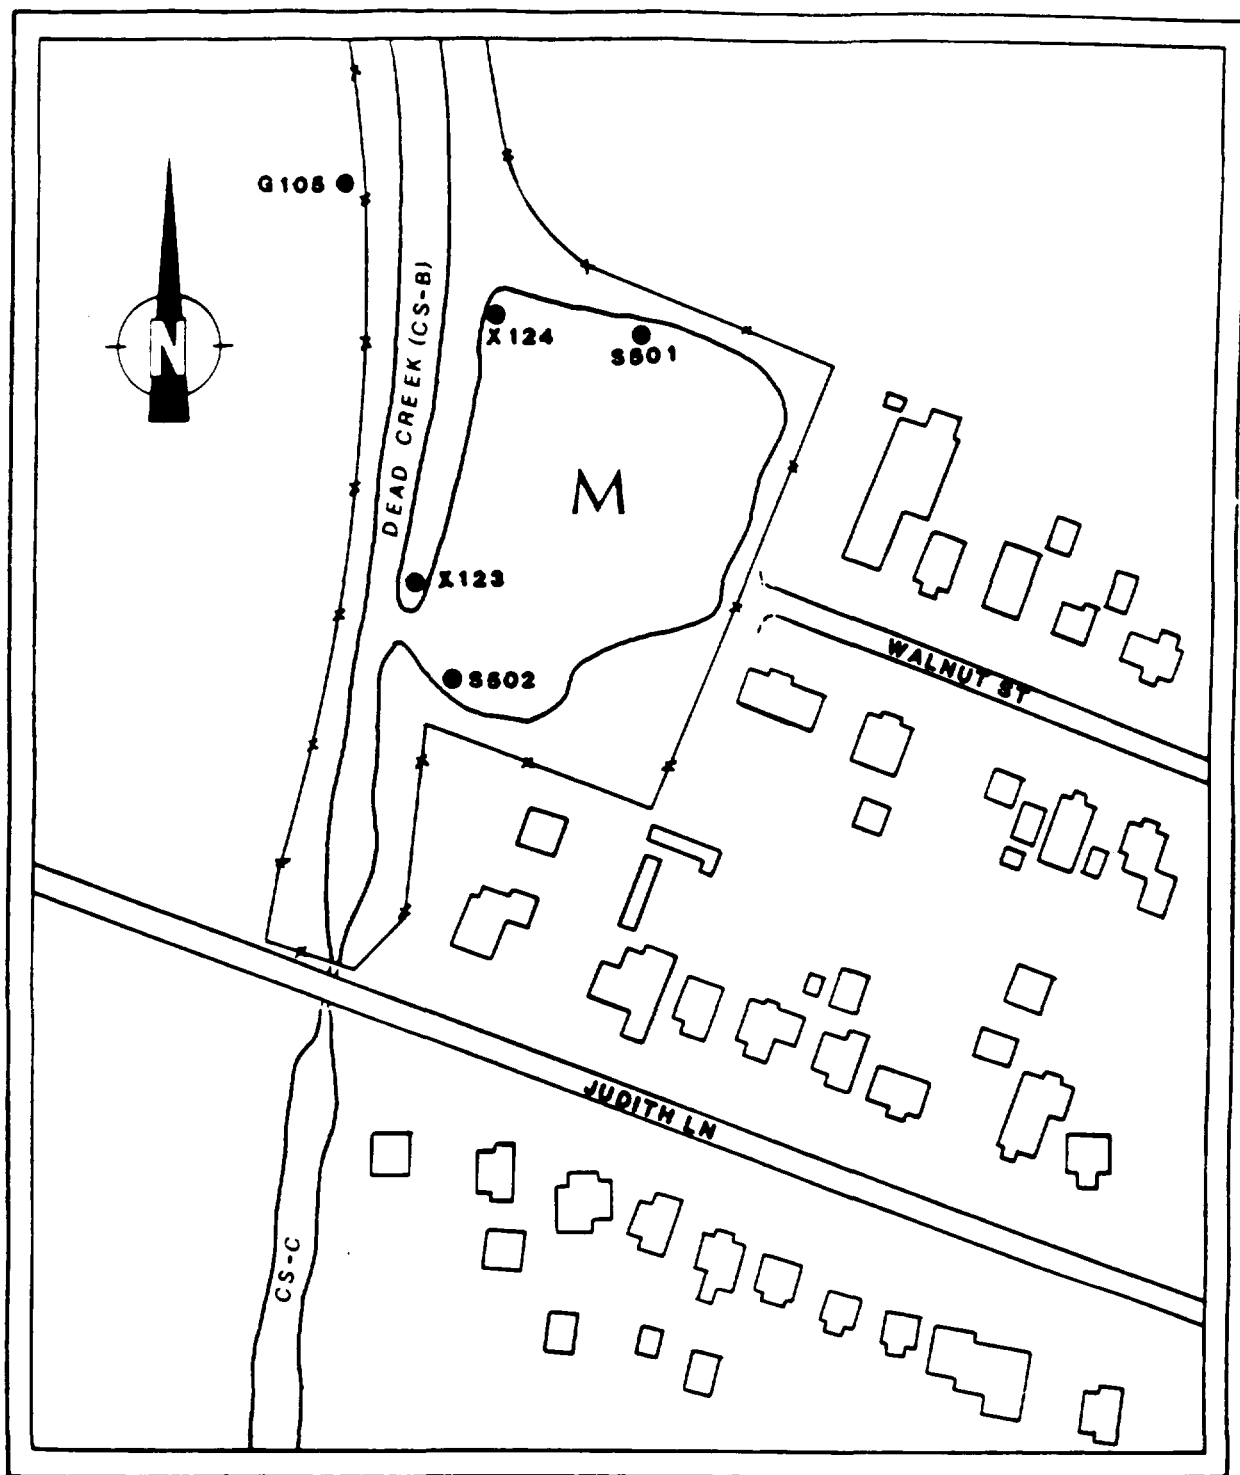 G105
X124
S501
DEAD CREEK (CS-B)
N
M
X123
S502
WALNUT ST
JUDITH LN
CS-C